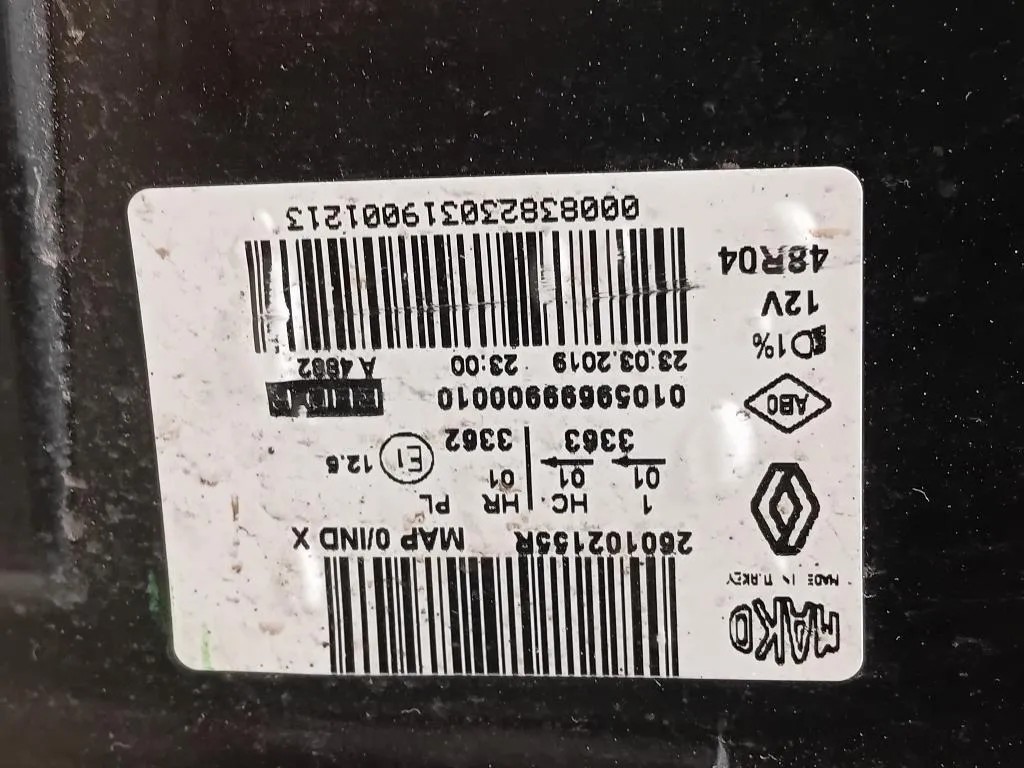 MAKO
MADE IN TURKEY
260102155R MAP 0/IND X
1 HC HR PL
01 01 01
3363 3362
E1 12.5
ABC
010596999000010
23.03.2019 23:00 A 4882
1%
12V
48R04
000838230319001213